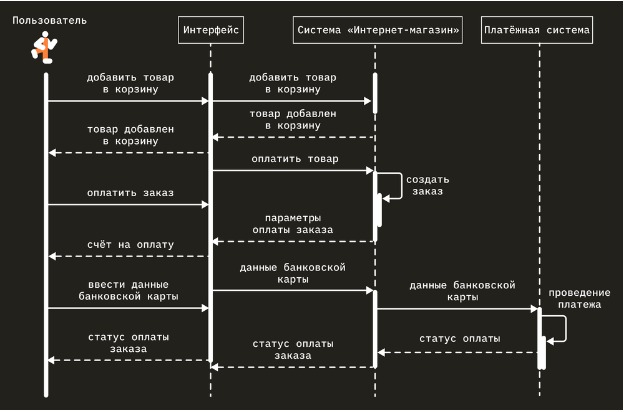 Пользователь
Интерфейс
Система «Интернет-магазин»
Платёжная система
добавить товар
в корзину
добавить товар
в корзину
товар добавлен
в корзину
товар добавлен
в корзину
оплатить товар
создать
заказ
оплатить заказ
параметры
оплаты заказа
счёт на оплату
данные банковской
карты
ввести данные
банковской карты
данные банковской
карты
проведение
платежа
статус оплаты
статус оплаты
заказа
статус оплаты
заказа